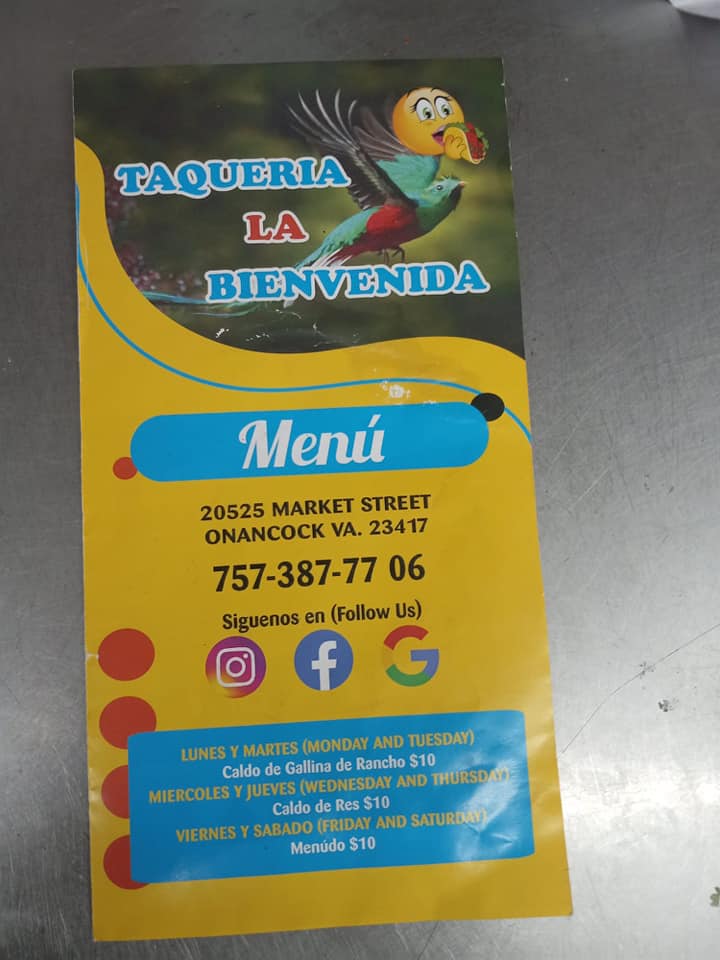 TAQUERIA
LA
BIENVENIDA
Menú
20525 MARKET STREET
ONANCOCK VA. 23417
757-387-77 06
Siguenos en (Follow Us)
LUNES Y MARTES (MONDAY AND TUESDAY)
Caldo de Gallina de Rancho $10
MIERCOLES Y JUEVES (WEDNESDAY AND THURSDAY)
Caldo de Res $10
VIERNES Y SABADO (FRIDAY AND SATURDAY)
Menúdo $10